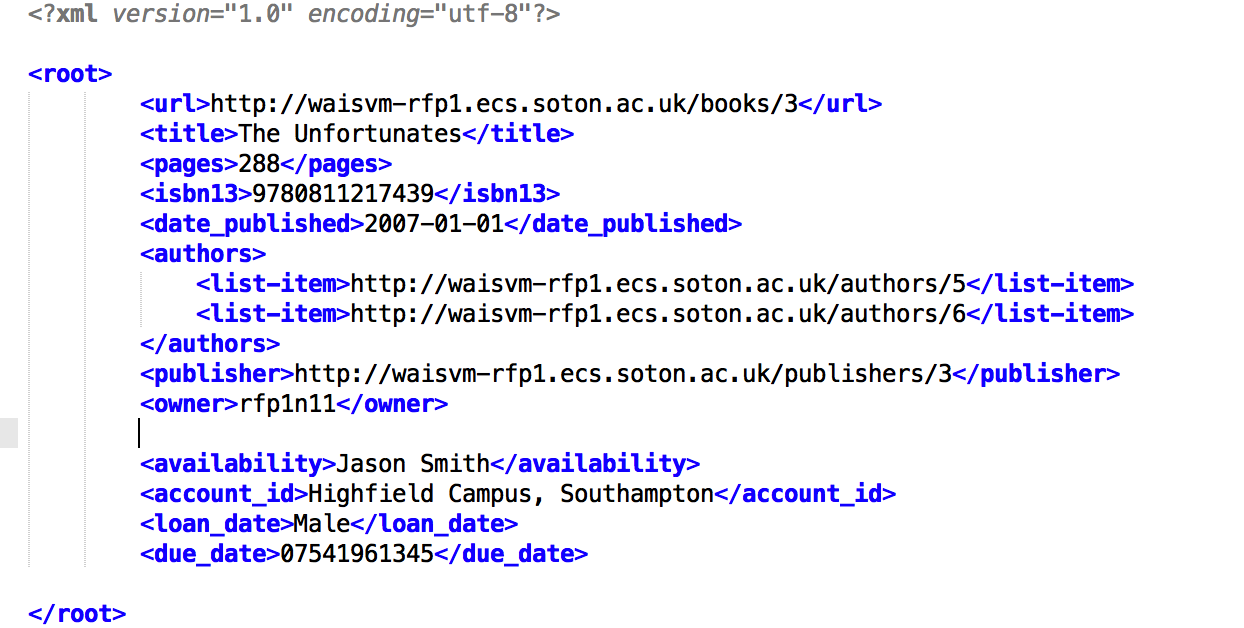 <?xml version="1.0" encoding="utf-8"?>
<root>
<url>http://waisvm-rfp1.ecs.soton.ac.uk/books/3</url>
<title>The Unfortunates</title>
<pages>288</pages>
<isbn13>9780811217439</isbn13>
<date_published>2007-01-01</date_published>
<authors>
<list-item>http://waisvm-rfp1.ecs.soton.ac.uk/authors/5</list-item>
<list-item>http://waisvm-rfp1.ecs.soton.ac.uk/authors/6</list-item>
</authors>
<publisher>http://waisvm-rfp1.ecs.soton.ac.uk/publishers/3</publisher>
<owner>rfp1n11</owner>
<availability>Jason Smith</availability>
<account_id>Highfield Campus, Southampton</account_id>
<loan_date>Male</loan_date>
<due_date>07541961345</due_date>
</root>